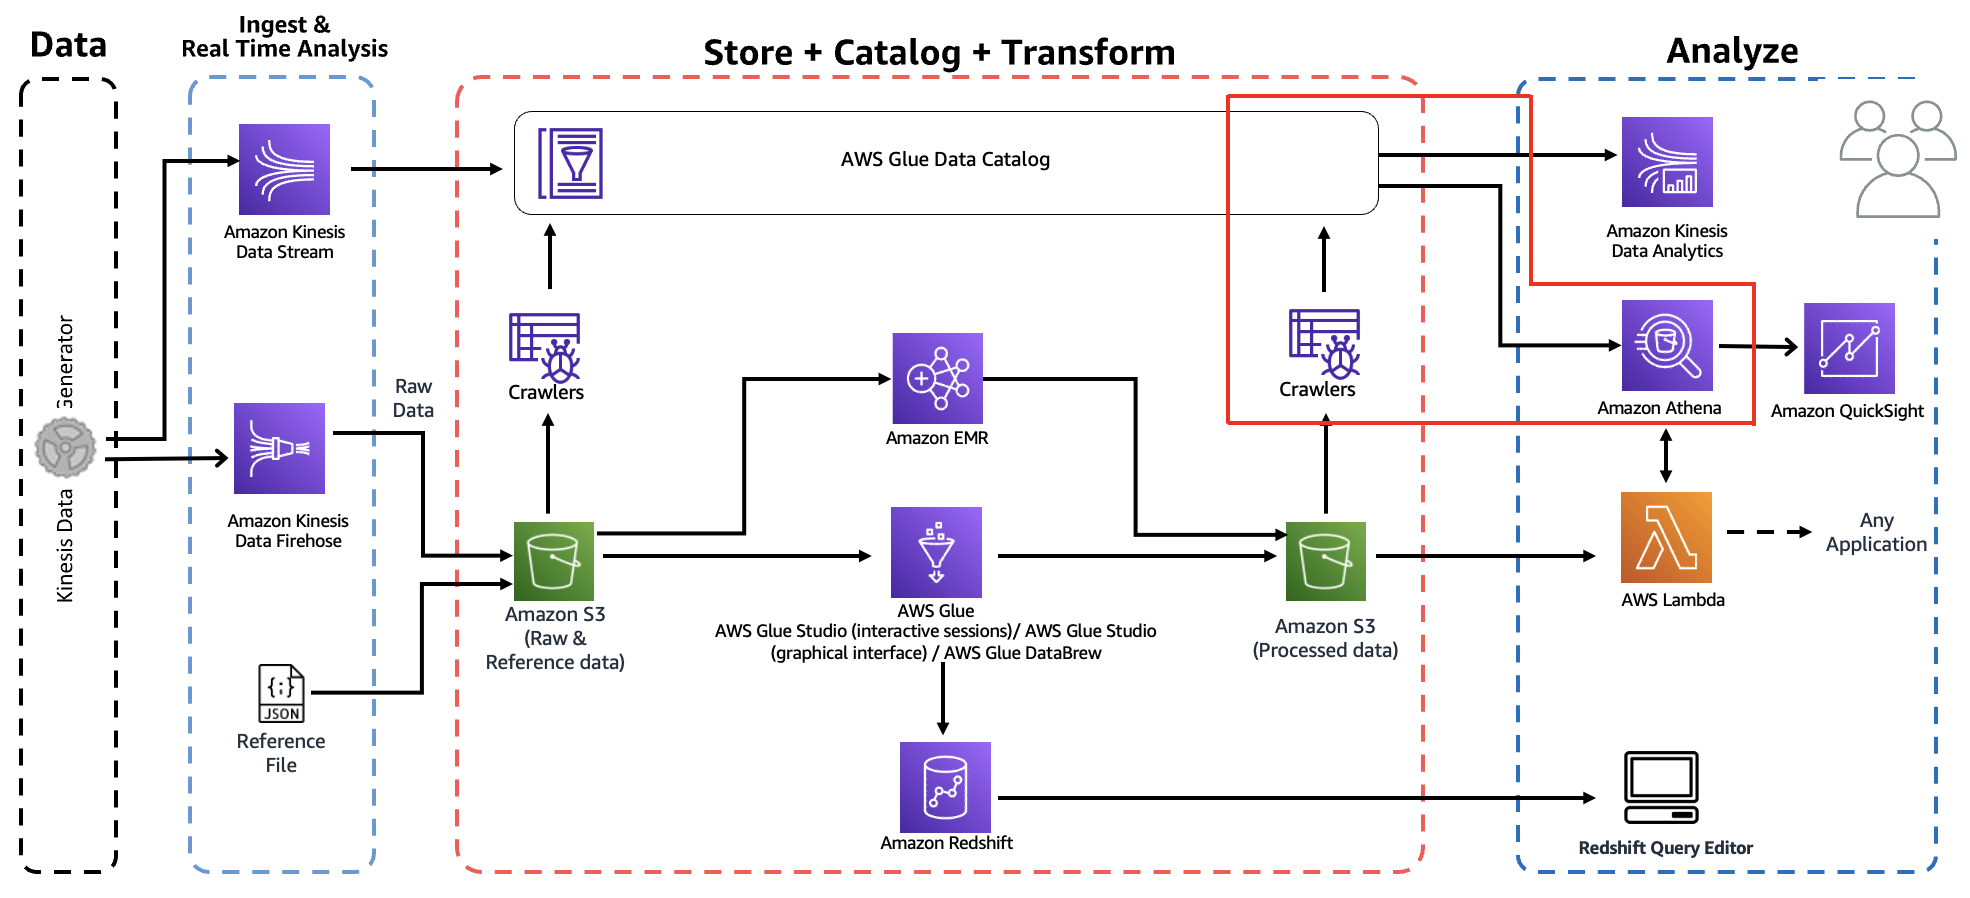 Data
Ingest &
Real Time Analysis
Store + Catalog + Transform
Analyze
Kinesis Data
Generator
Amazon Kinesis
Data Stream
Amazon Kinesis
Data Firehose
{;}
JSON
Reference
File
Raw
Data
AWS Glue Data Catalog
Crawlers
Amazon S3
(Raw &
Reference data)
Amazon EMR
AWS Glue
AWS Glue Studio (interactive sessions)/ AWS Glue Studio
(graphical interface) / AWS Glue DataBrew
Amazon Redshift
Crawlers
Amazon S3
(Processed data)
Amazon Kinesis
Data Analytics
Amazon Athena
Amazon QuickSight
AWS Lambda
Any
Application
Redshift Query Editor